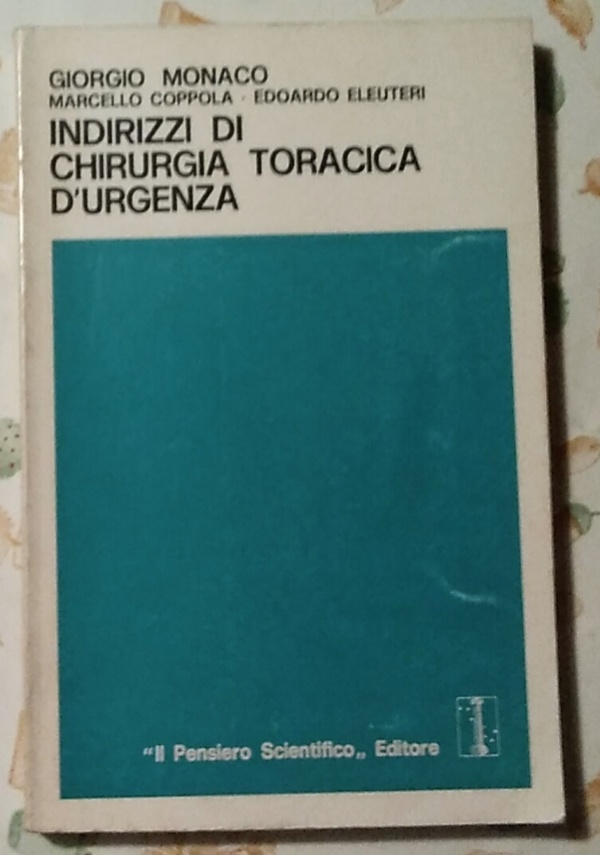 GIORGIO MONACO
MARCELLO COPPOLA · EDOARDO ELEUTERI
INDIRIZZI DI
CHIRURGIA TORACICA
D'URGENZA
"Il Pensiero Scientifico„ Editore